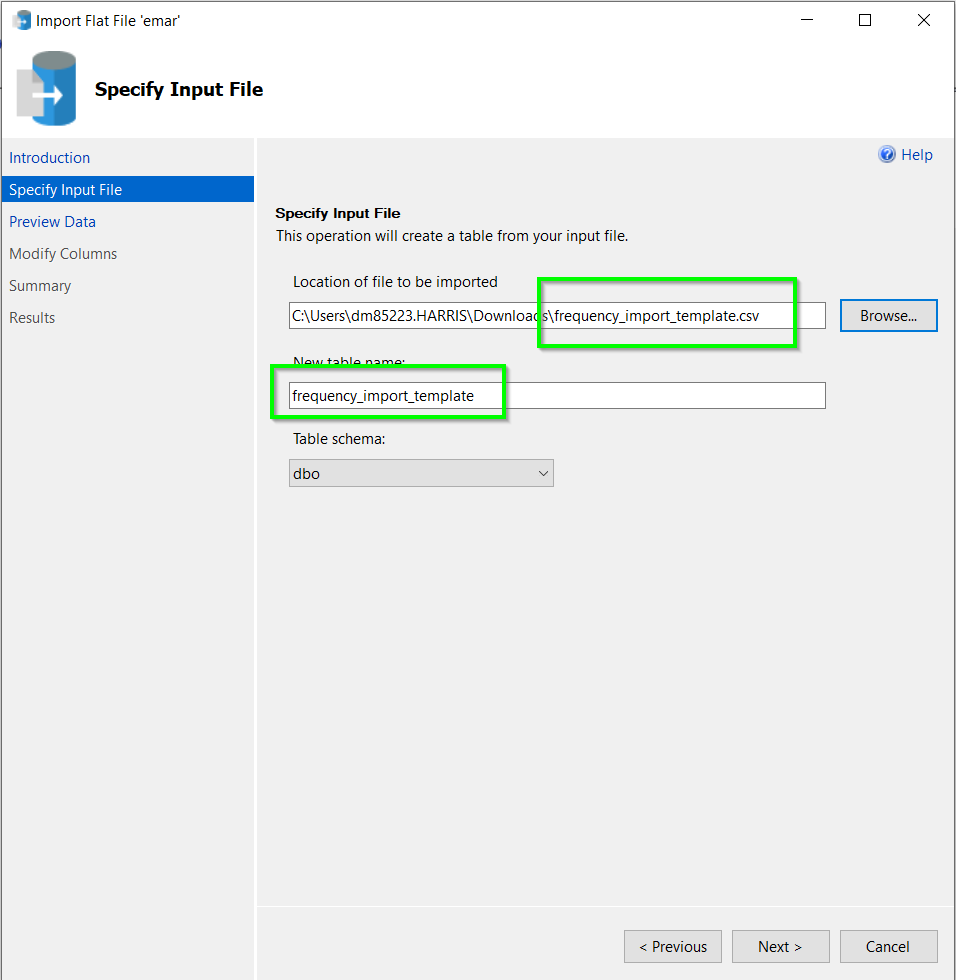 Import Flat File 'emar'
Specify Input File
Introduction
Specify Input File
Preview Data
Modify Columns
Summary
Results
Help
Specify Input File
This operation will create a table from your input file.
Location of file to be imported
C:\Users\dm85223.HARRIS\Downloads\frequency_import_template.csv
Browse...
New table name:
frequency_import_template
Table schema:
dbo
< Previous
Next >
Cancel